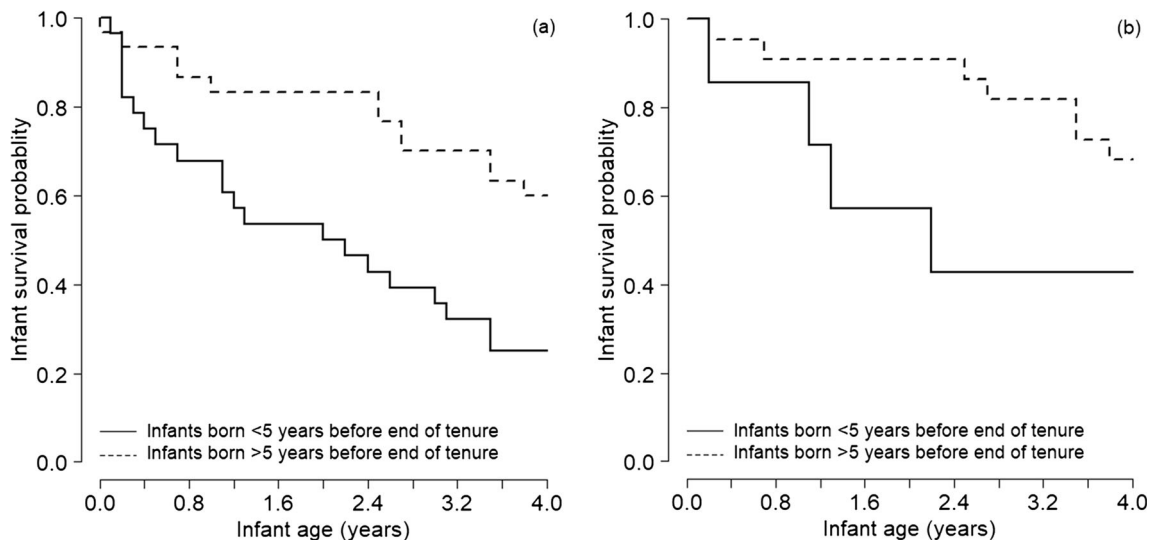 (a)
1.0
0.8
0.6
0.4
0.2
0.0
Infant survival probablity
Infants born <5 years before end of tenure
Infants born >5 years before end of tenure
0.0 0.8 1.6 2.4 3.2 4.0
Infant age (years)
(b)
1.0
0.8
0.6
0.4
0.2
0.0
Infant survival probablity
Infants born <5 years before end of tenure
Infants born >5 years before end of tenure
0.0 0.8 1.6 2.4 3.2 4.0
Infant age (years)